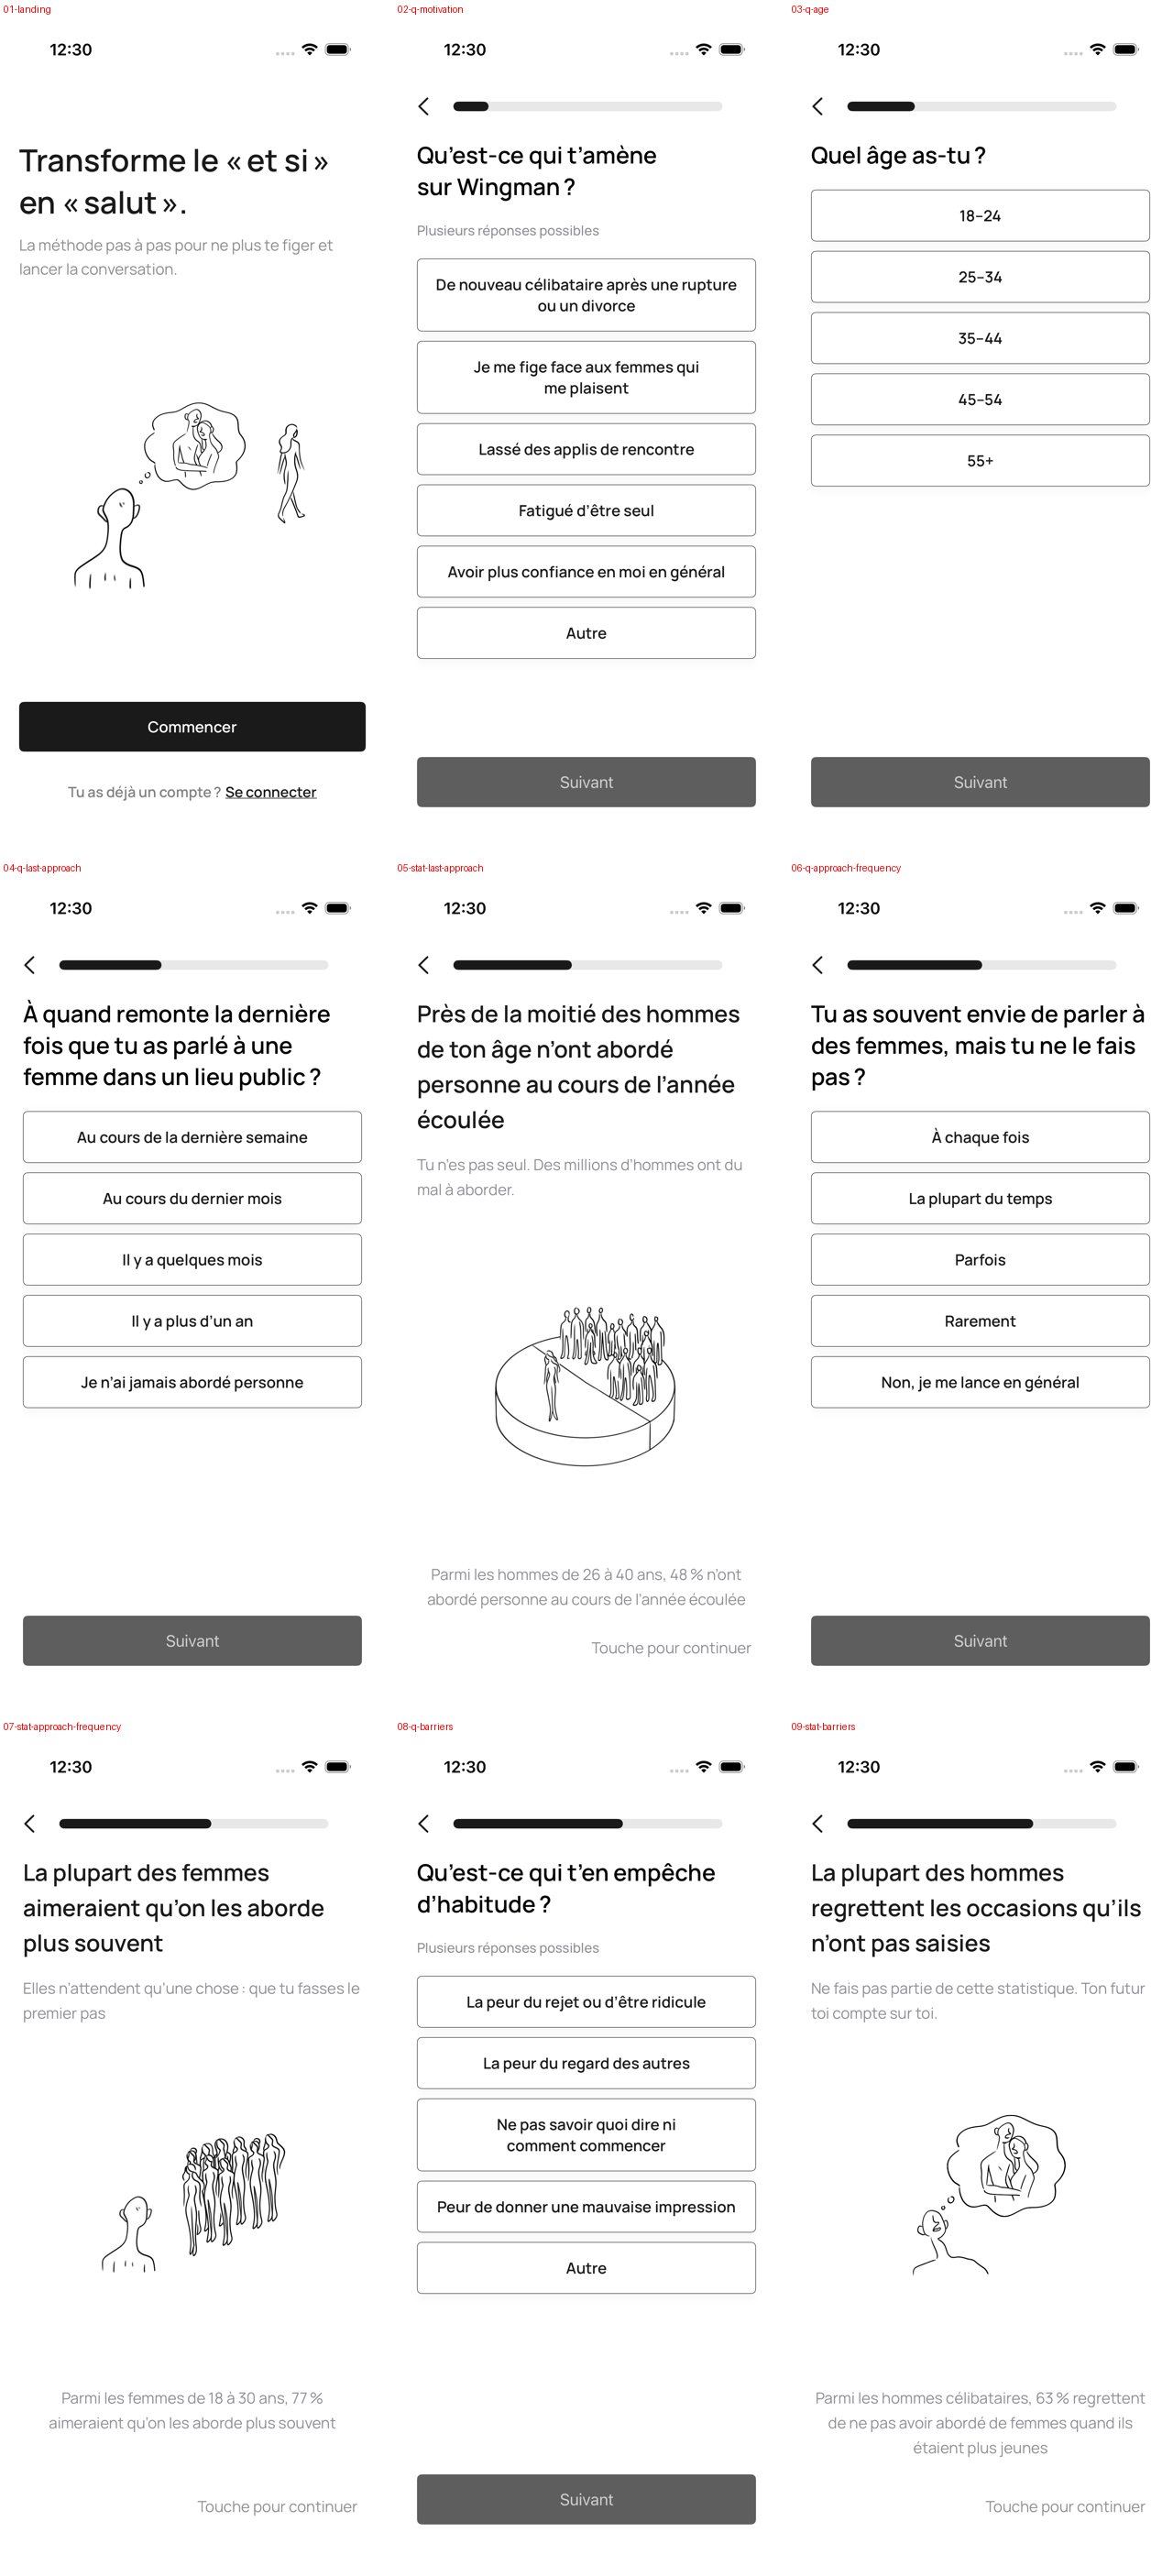 01-landing
12:30
Transforme le « et si »
en « salut ».
La méthode pas à pas pour ne plus te figer et
lancer la conversation.
Commencer
Tu as déjà un compte ? Se connecter
02-q-motivation
12:30
Qu’est-ce qui t’amène
sur Wingman ?
Plusieurs réponses possibles
De nouveau célibataire après une rupture
ou un divorce
Je me fige face aux femmes qui
me plaisent
Lassé des applis de rencontre
Fatigué d’être seul
Avoir plus confiance en moi en général
Autre
Suivant
03-q-age
12:30
Quel âge as-tu ?
18–24
25–34
35–44
45–54
55+
Suivant
04-q-last-approach
12:30
À quand remonte la dernière
fois que tu as parlé à une
femme dans un lieu public ?
Au cours de la dernière semaine
Au cours du dernier mois
Il y a quelques mois
Il y a plus d’un an
Je n’ai jamais abordé personne
Suivant
05-stat-last-approach
12:30
Près de la moitié des hommes
de ton âge n’ont abordé
personne au cours de l’année
écoulée
Tu n’es pas seul. Des millions d’hommes ont du
mal à aborder.
Parmi les hommes de 26 à 40 ans, 48 % n’ont
abordé personne au cours de l’année écoulée
Touche pour continuer
06-q-approach-frequency
12:30
Tu as souvent envie de parler à
des femmes, mais tu ne le fais
pas ?
À chaque fois
La plupart du temps
Parfois
Rarement
Non, je me lance en général
Suivant
07-stat-approach-frequency
12:30
La plupart des femmes
aimeraient qu’on les aborde
plus souvent
Elles n’attendent qu’une chose : que tu fasses le
premier pas
Parmi les femmes de 18 à 30 ans, 77 %
aimeraient qu’on les aborde plus souvent
Touche pour continuer
08-q-barriers
12:30
Qu’est-ce qui t’en empêche
d’habitude ?
Plusieurs réponses possibles
La peur du rejet ou d’être ridicule
La peur du regard des autres
Ne pas savoir quoi dire ni
comment commencer
Peur de donner une mauvaise impression
Autre
Suivant
09-stat-barriers
12:30
La plupart des hommes
regrettent les occasions qu’ils
n’ont pas saisies
Ne fais pas partie de cette statistique. Ton futur
toi compte sur toi.
Parmi les hommes célibataires, 63 % regrettent
de ne pas avoir abordé de femmes quand ils
étaient plus jeunes
Touche pour continuer